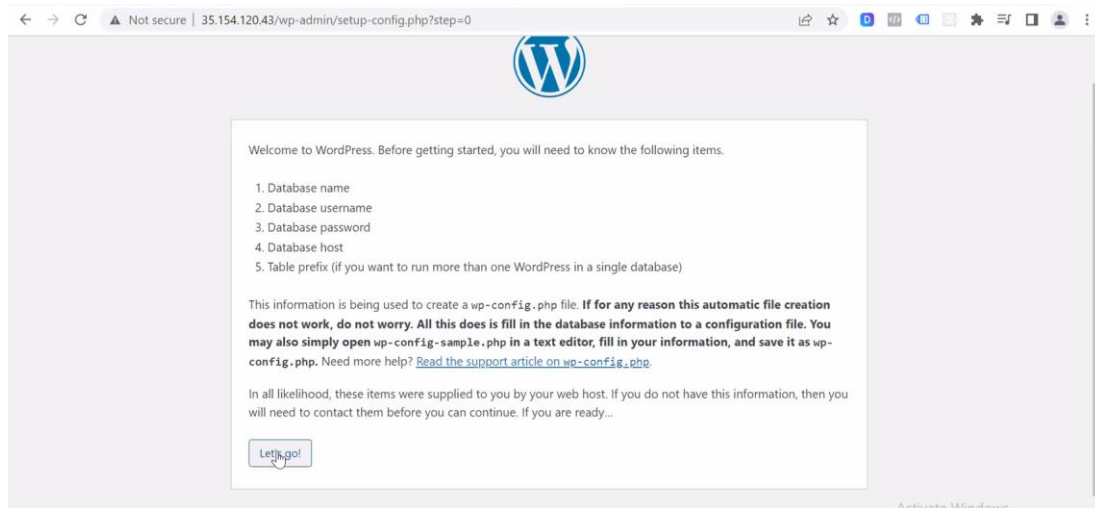 Not secure | 35.154.120.43/wp-admin/setup-config.php?step=0
Welcome to WordPress. Before getting started, you will need to know the following items.
1. Database name
2. Database username
3. Database password
4. Database host
5. Table prefix (if you want to run more than one WordPress in a single database)
This information is being used to create a wp-config.php file. If for any reason this automatic file creation
does not work, do not worry. All this does is fill in the database information to a configuration file. You
may also simply open wp-config-sample.php in a text editor, fill in your information, and save it as wp-
config.php. Need more help? Read the support article on wp-config.php.
In all likelihood, these items were supplied to you by your web host. If you do not have this information, then you
will need to contact them before you can continue. If you are ready...
Let's go!
Activate Windows